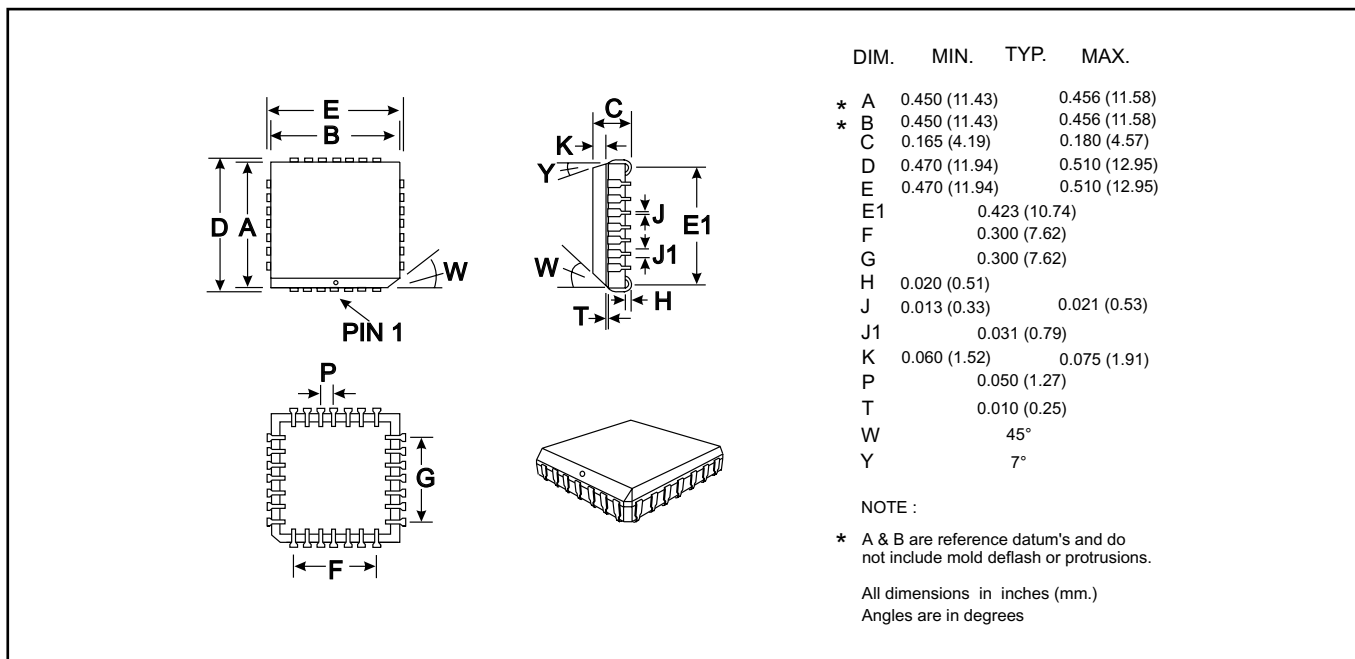 E
B
D
A
W
PIN 1
C
K
Y
J
E1
J1
W
H
T
P
G
F
DIM. MIN. TYP. MAX.
* A 0.450 (11.43) 0.456 (11.58)
* B 0.450 (11.43) 0.456 (11.58)
C 0.165 (4.19) 0.180 (4.57)
D 0.470 (11.94) 0.510 (12.95)
E 0.470 (11.94) 0.510 (12.95)
E1 0.423 (10.74)
F 0.300 (7.62)
G 0.300 (7.62)
H 0.020 (0.51)
J 0.013 (0.33) 0.021 (0.53)
J1 0.031 (0.79)
K 0.060 (1.52) 0.075 (1.91)
P 0.050 (1.27)
T 0.010 (0.25)
W 45°
Y 7°
NOTE :
* A & B are reference datum's and do
not include mold deflash or protrusions.
All dimensions in inches (mm.)
Angles are in degrees